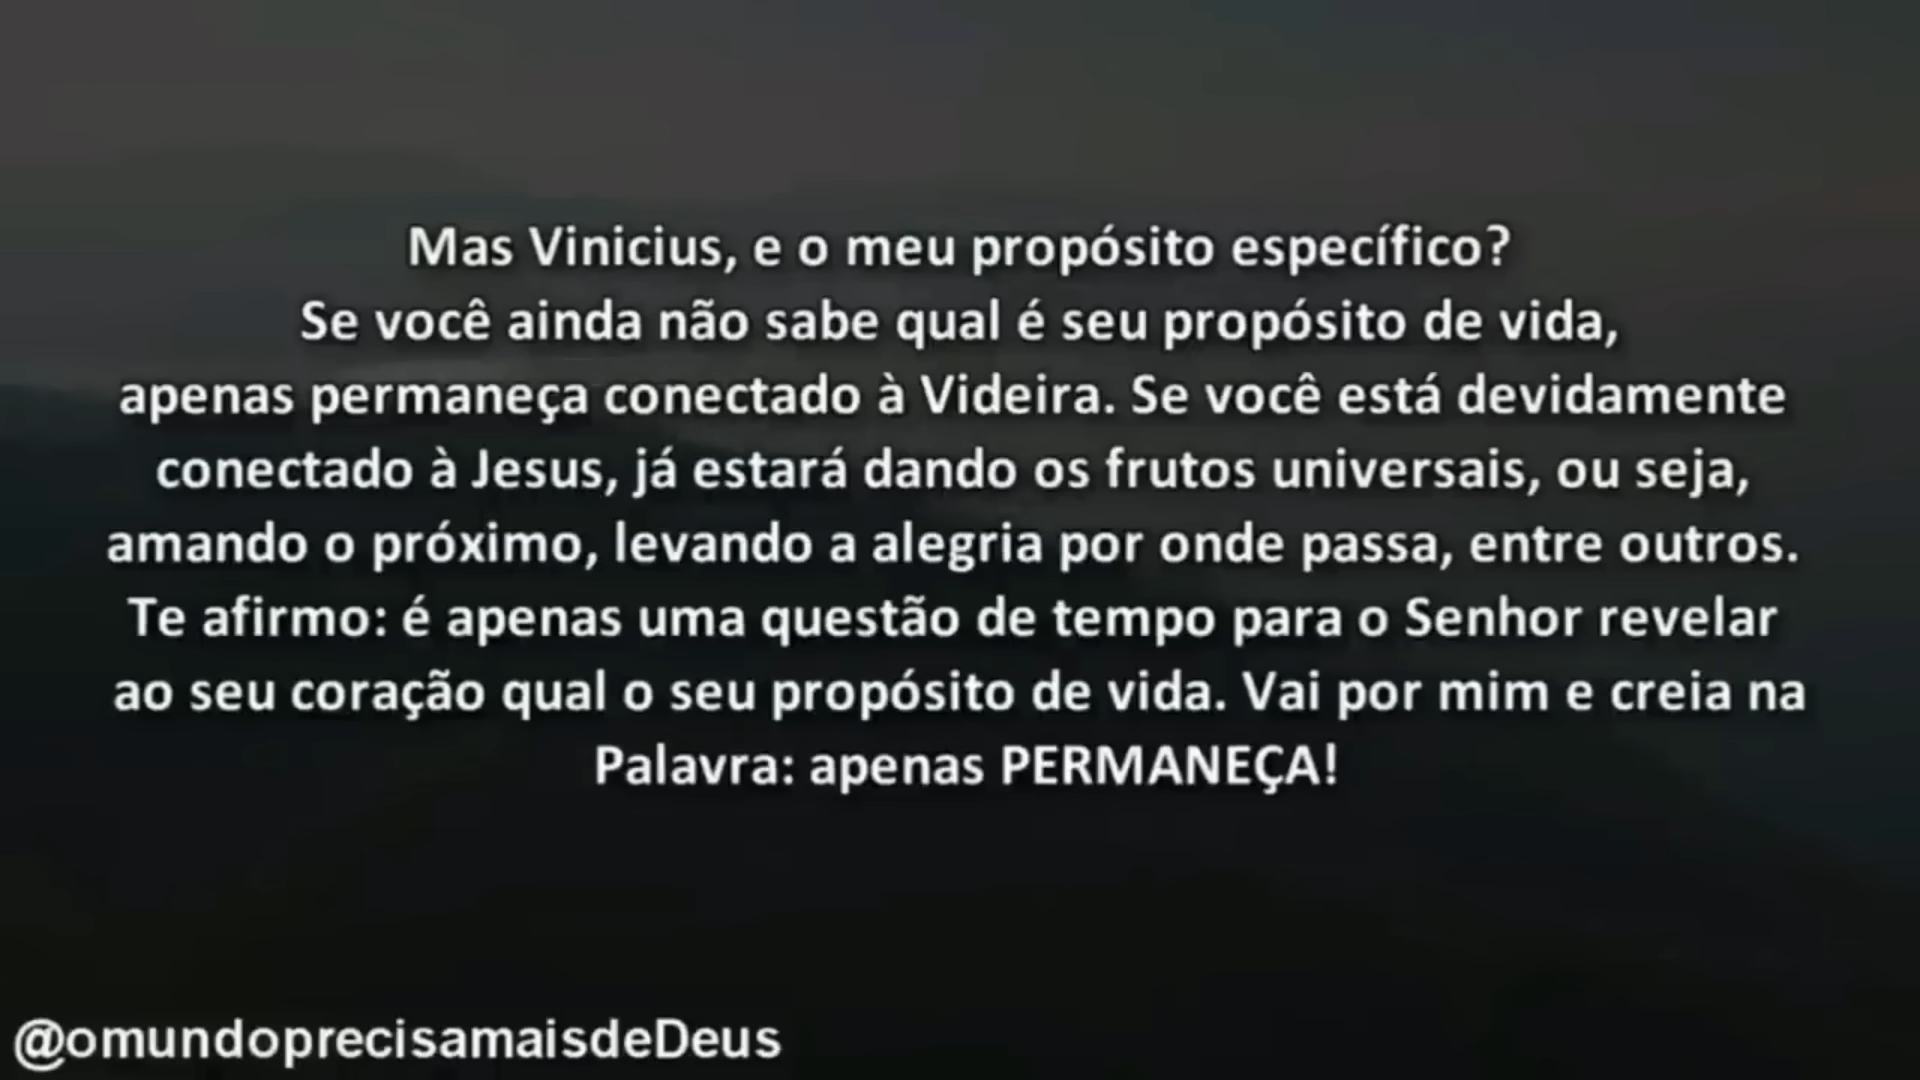 Mas Vinicius, e o meu propósito específico?
Se você ainda não sabe qual é seu propósito de vida,
apenas permaneça conectado à Videira. Se você está devidamente
conectado à Jesus, já estará dando os frutos universais, ou seja,
amando o próximo, levando a alegria por onde passa, entre outros.
Te afirmo: é apenas uma questão de tempo para o Senhor revelar
ao seu coração qual o seu propósito de vida. Vai por mim e creia na
Palavra: apenas PERMANEÇA!
@omundoprecisamaisdeDeus